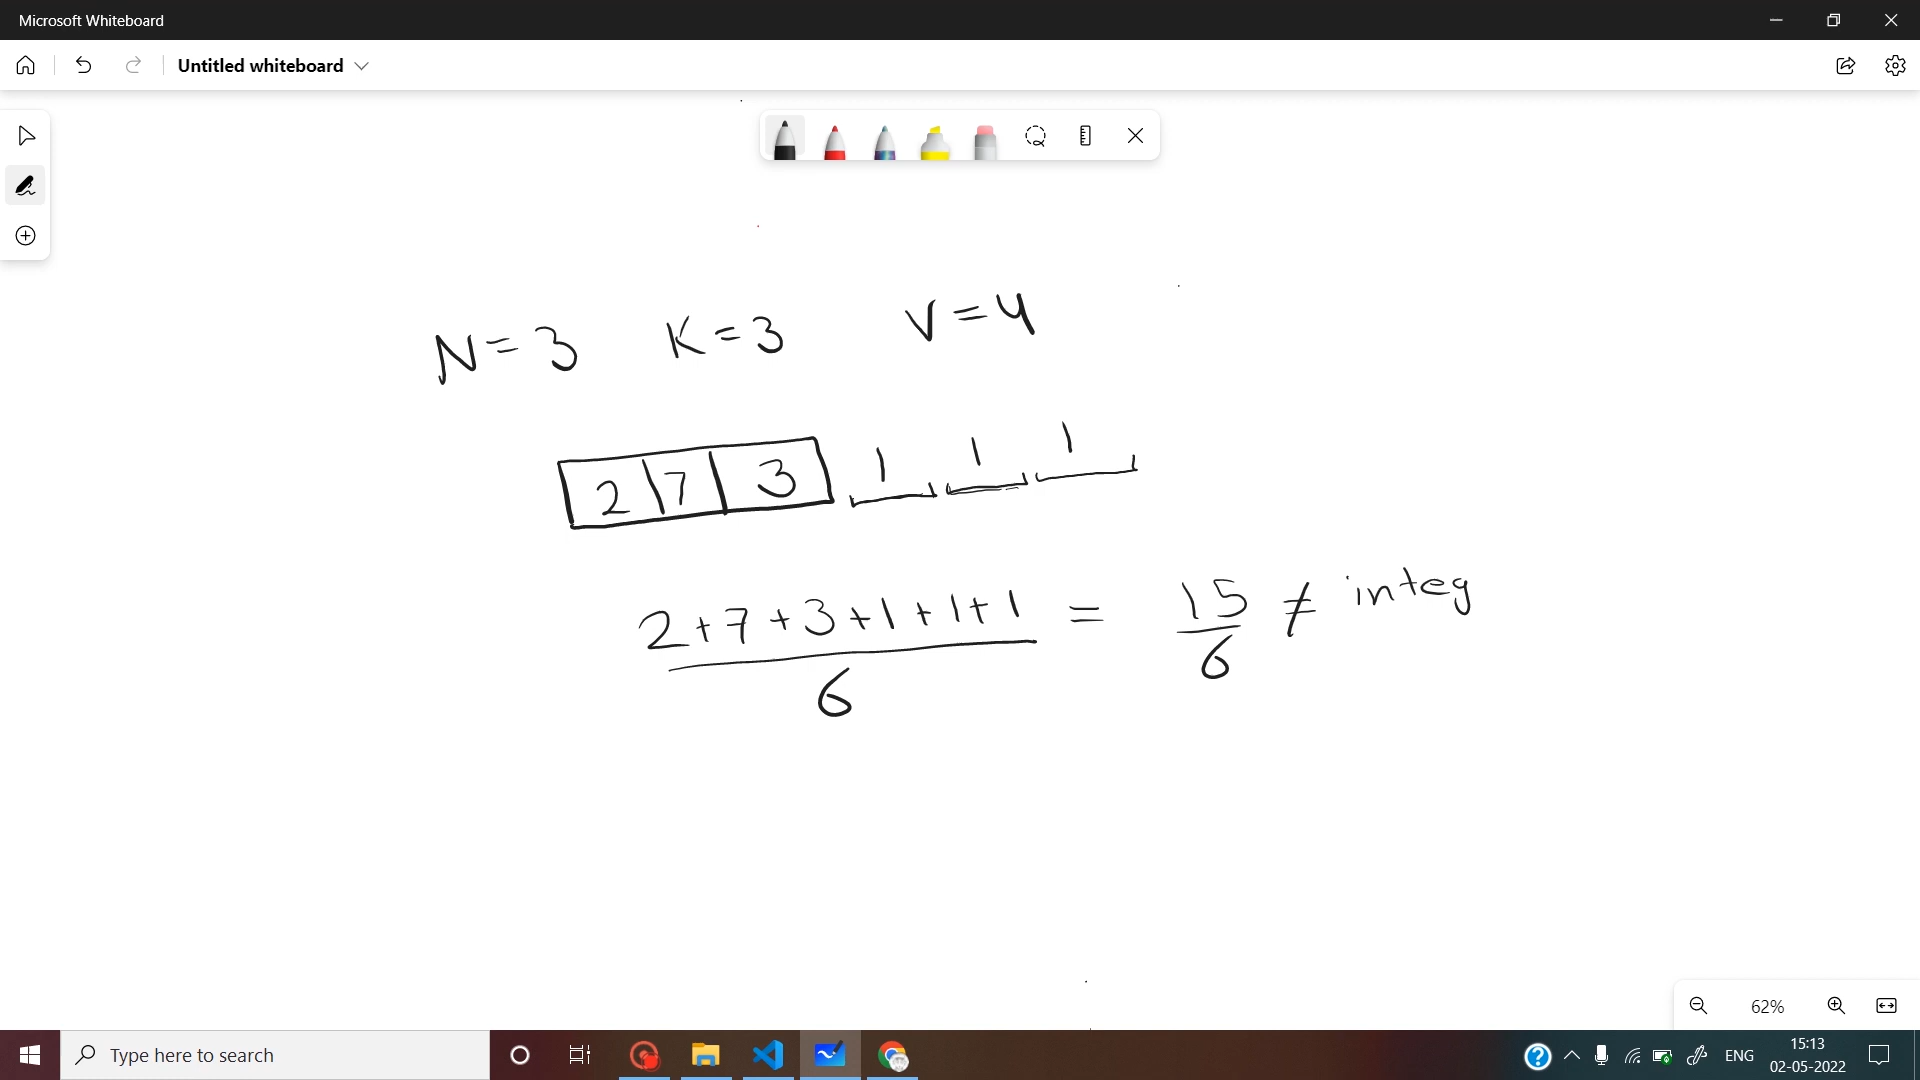 Microsoft Whiteboard
Untitled whiteboard
N=3 K=3 V=4
2 7 3 1 1 1
2+7+3+1+1+1 = 15 ≠ integ
6 6
62%
Type here to search
ENG
15:13
02-05-2022